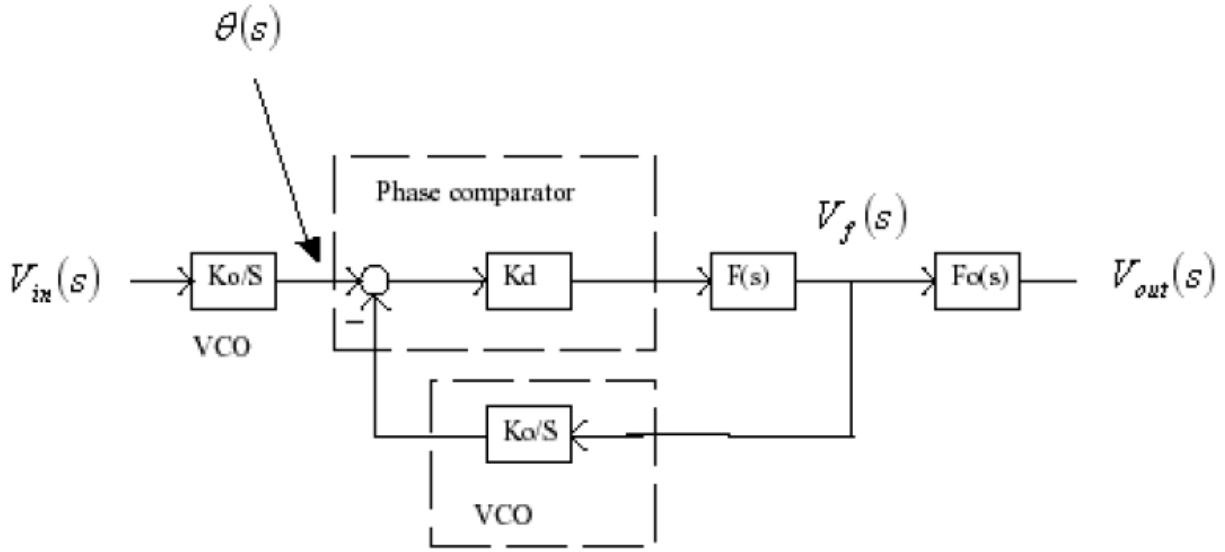 θ(s)
Phase comparator
V_f(s)
V_in(s)
Ko/S
Kd
F(s)
Fo(s)
V_out(s)
VCO
Ko/S
VCO